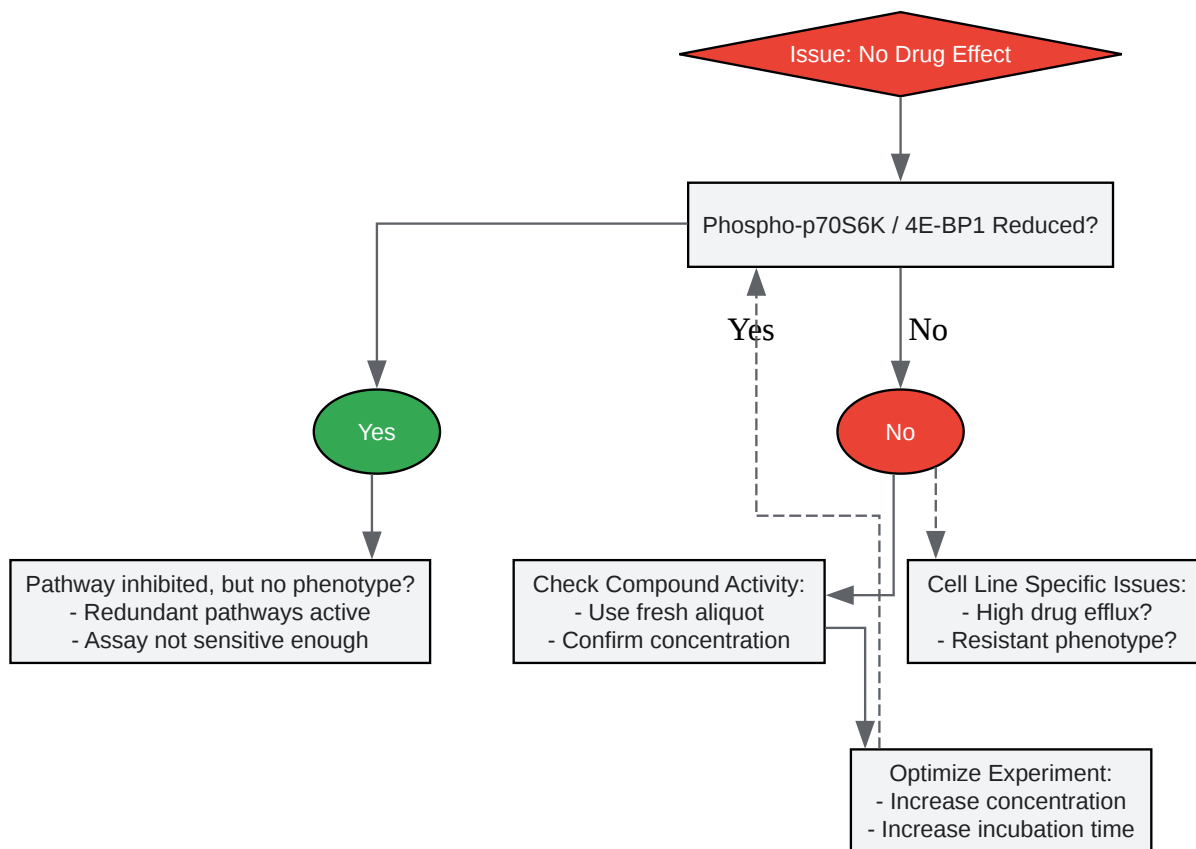 Issue: No Drug Effect
Phospho-p70S6K / 4E-BP1 Reduced?
Yes
No
Yes
No
Pathway inhibited, but no phenotype?
- Redundant pathways active
- Assay not sensitive enough
Check Compound Activity:
- Use fresh aliquot
- Confirm concentration
Cell Line Specific Issues:
- High drug efflux?
- Resistant phenotype?
Optimize Experiment:
- Increase concentration
- Increase incubation time